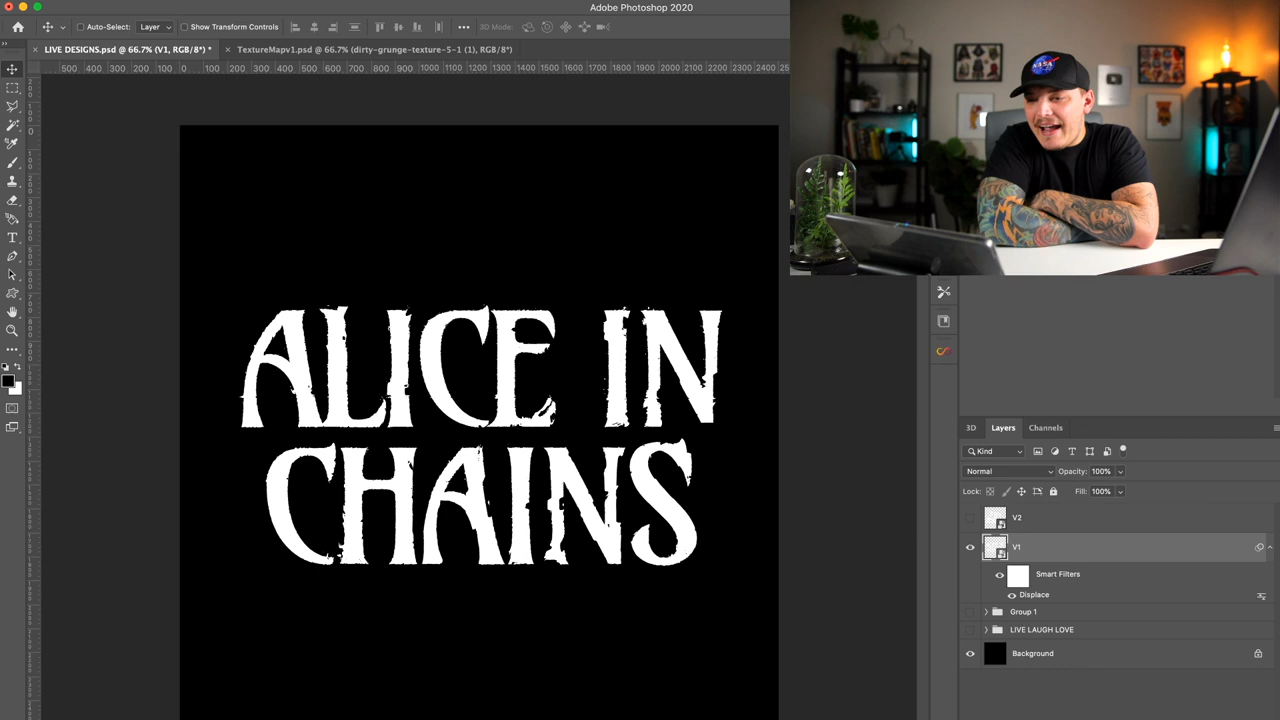 Adobe Photoshop 2020
Auto-Select: Layer Show Transform Controls ••• 3D Mode:
LIVE DESIGNS.psd @ 66.7% (V1, RGB/8*) * TextureMapv1.psd @ 66.7% (dirty-grunge-texture-5-1 (1), RGB/8*)
500 400 300 200 100 0 100 200 300 400 500 600 700 800 900 1000 1100 1200 1300 1400 1500 1600 1700 1800 1900 2000 2100 2200 2300 2400
NASA
ALICE IN
CHAINS
3D Layers Channels
Kind
Normal Opacity: 100%
Lock: Fill: 100%
V2
V1
Smart Filters
Displace
Group 1
LIVE LAUGH LOVE
Background